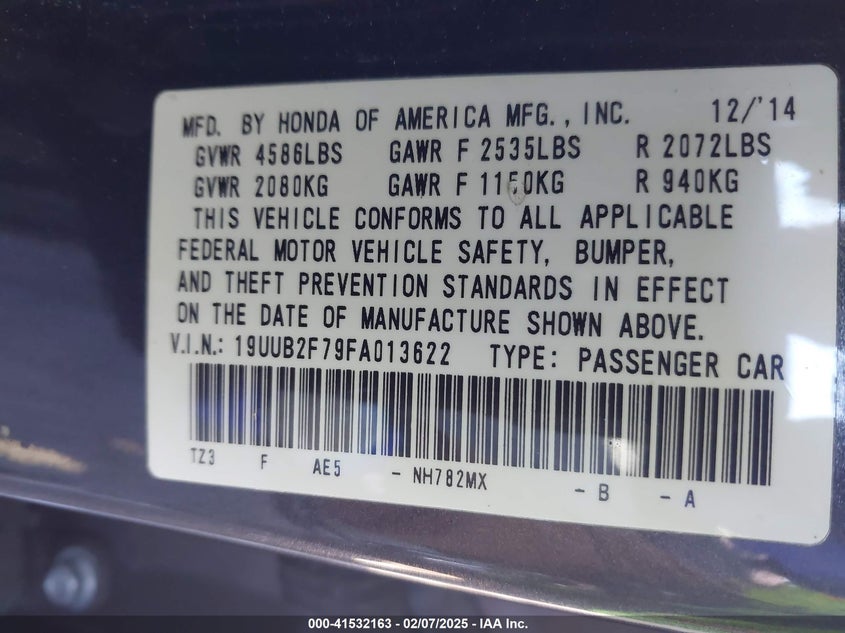 MFD. BY HONDA OF AMERICA MFG., INC. 12/'14
GVWR 4586LBS GAWR F 2535LBS R 2072LBS
GVWR 2080KG GAWR F 1150KG R 940KG
THIS VEHICLE CONFORMS TO ALL APPLICABLE
FEDERAL MOTOR VEHICLE SAFETY, BUMPER,
AND THEFT PREVENTION STANDARDS IN EFFECT
ON THE DATE OF MANUFACTURE SHOWN ABOVE.
V.I.N.: 19UUB2F79FA013622 TYPE: PASSENGER CAR
TZ3 F AE5 - NH782MX - B - A
000-41532163 - 02/07/2025 - IAA Inc.